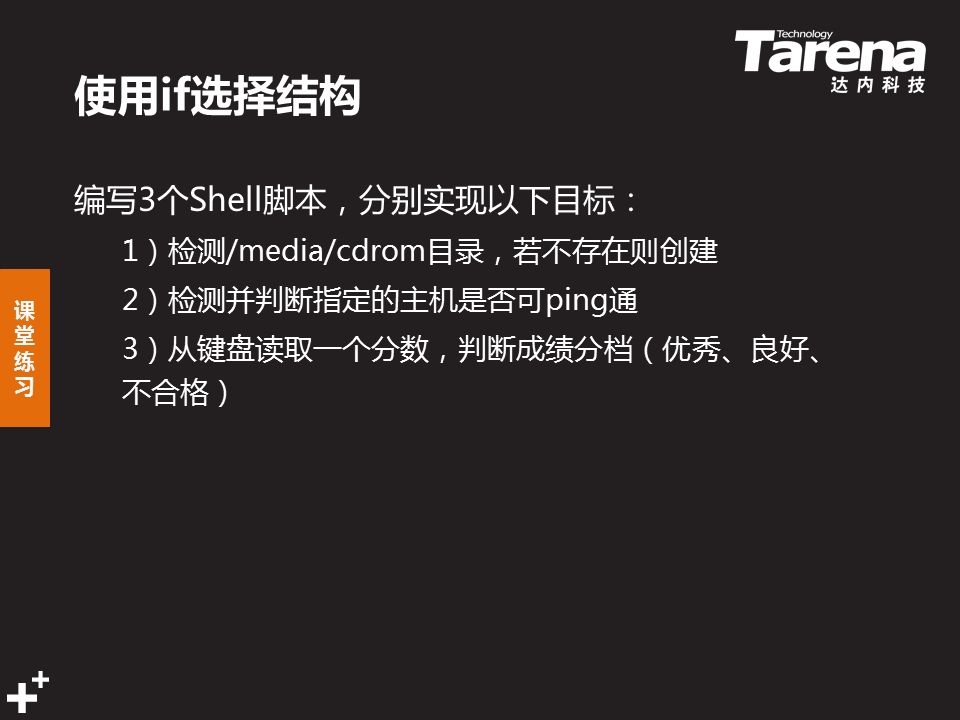 Technology
Tarena
达内科技
使用if选择结构
编写3个Shell脚本，分别实现以下目标：
1）检测/media/cdrom目录，若不存在则创建
2）检测并判断指定的主机是否可ping通
3）从键盘读取一个分数，判断成绩分档（优秀、良好、
不合格）
课
堂
练
习